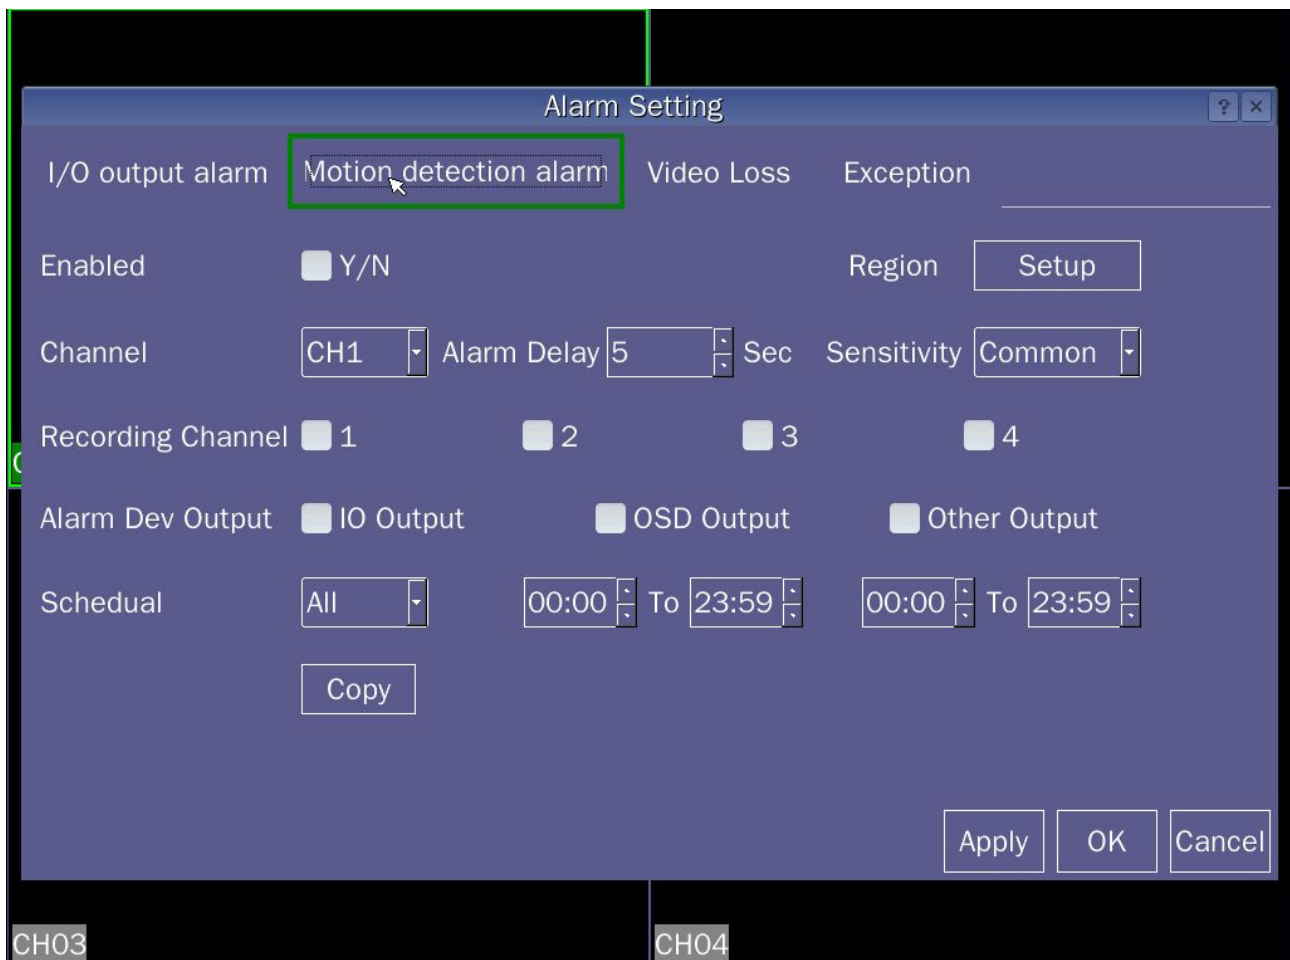 Alarm Setting ? ×
I/O output alarm Motion detection alarm Video Loss Exception
Enabled Y/N Region Setup
Channel CH1 Alarm Delay 5 Sec Sensitivity Common
Recording Channel 1 2 3 4
Alarm Dev Output IO Output OSD Output Other Output
Schedual All 00:00 To 23:59 00:00 To 23:59
Copy
Apply OK Cancel
CH03 CH04